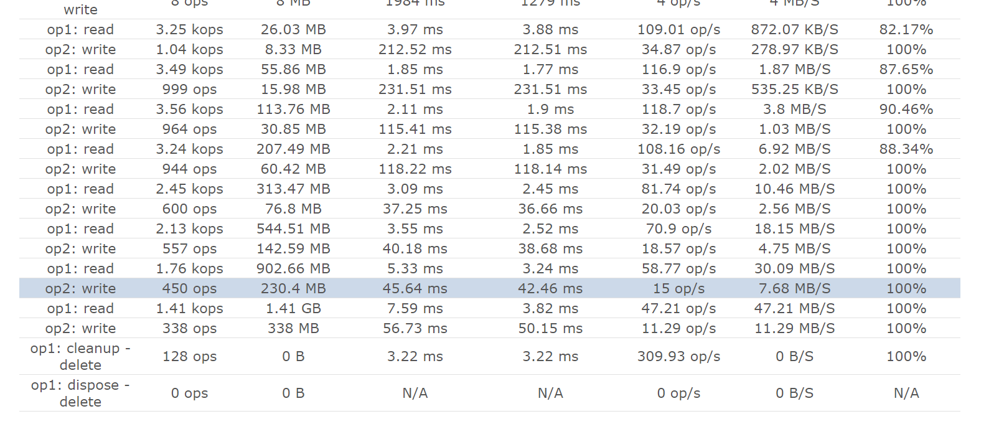 8 ops 8 MB 1984 ms 1279 ms 4 op/s 4 MB/S 100%
write
op1: read 3.25 kops 26.03 MB 3.97 ms 3.88 ms 109.01 op/s 872.07 KB/S 82.17%
op2: write 1.04 kops 8.33 MB 212.52 ms 212.51 ms 34.87 op/s 278.97 KB/S 100%
op1: read 3.49 kops 55.86 MB 1.85 ms 1.77 ms 116.9 op/s 1.87 MB/S 87.65%
op2: write 999 ops 15.98 MB 231.51 ms 231.51 ms 33.45 op/s 535.25 KB/S 100%
op1: read 3.56 kops 113.76 MB 2.11 ms 1.9 ms 118.7 op/s 3.8 MB/S 90.46%
op2: write 964 ops 30.85 MB 115.41 ms 115.38 ms 32.19 op/s 1.03 MB/S 100%
op1: read 3.24 kops 207.49 MB 2.21 ms 1.85 ms 108.16 op/s 6.92 MB/S 88.34%
op2: write 944 ops 60.42 MB 118.22 ms 118.14 ms 31.49 op/s 2.02 MB/S 100%
op1: read 2.45 kops 313.47 MB 3.09 ms 2.45 ms 81.74 op/s 10.46 MB/S 100%
op2: write 600 ops 76.8 MB 37.25 ms 36.66 ms 20.03 op/s 2.56 MB/S 100%
op1: read 2.13 kops 544.51 MB 3.55 ms 2.52 ms 70.9 op/s 18.15 MB/S 100%
op2: write 557 ops 142.59 MB 40.18 ms 38.68 ms 18.57 op/s 4.75 MB/S 100%
op1: read 1.76 kops 902.66 MB 5.33 ms 3.24 ms 58.77 op/s 30.09 MB/S 100%
op2: write 450 ops 230.4 MB 45.64 ms 42.46 ms 15 op/s 7.68 MB/S 100%
op1: read 1.41 kops 1.41 GB 7.59 ms 3.82 ms 47.21 op/s 47.21 MB/S 100%
op2: write 338 ops 338 MB 56.73 ms 50.15 ms 11.29 op/s 11.29 MB/S 100%
op1: cleanup -
delete 128 ops 0 B 3.22 ms 3.22 ms 309.93 op/s 0 B/S 100%
op1: dispose -
delete 0 ops 0 B N/A N/A 0 op/s 0 B/S N/A